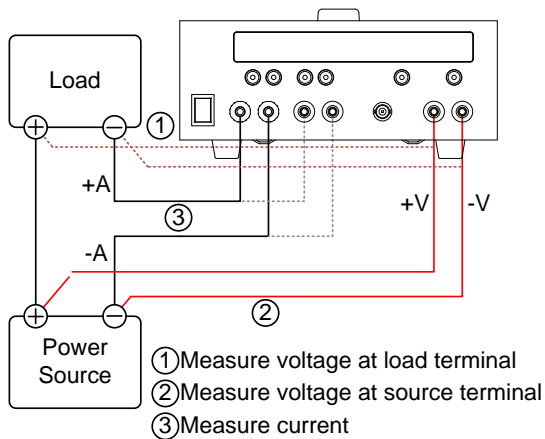 Load
+
−
①
+A
③
+V
-V
-A
②
+
−
Power
Source
①Measure voltage at load terminal
②Measure voltage at source terminal
③Measure current